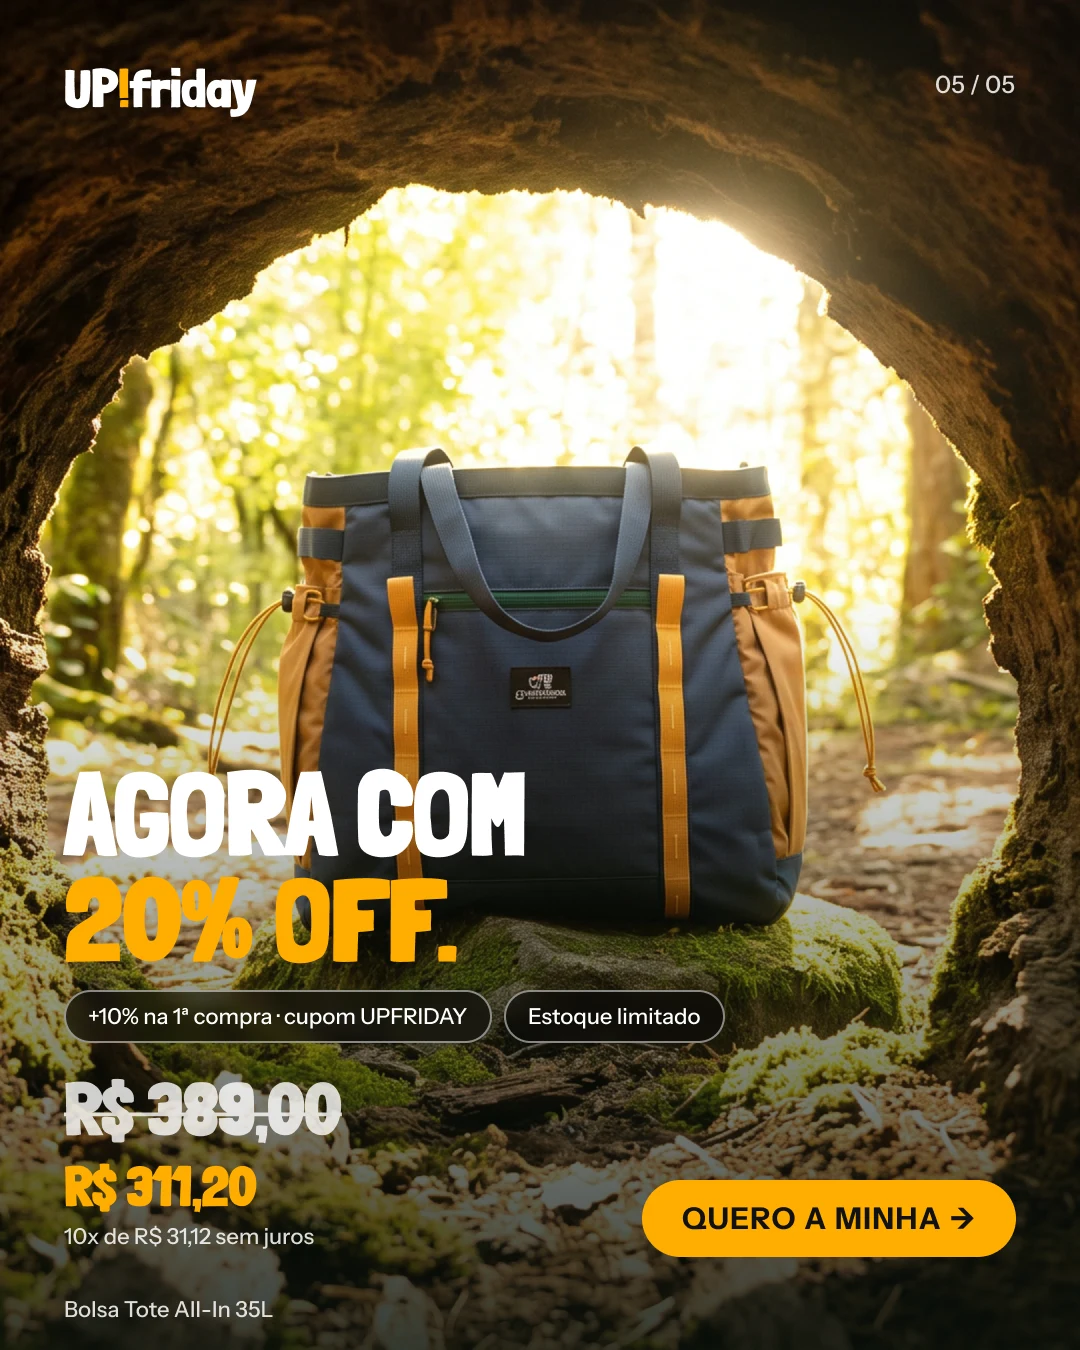 UP!friday
05 / 05
AGORA COM
20% OFF.
+10% na 1ª compra · cupom UPFRIDAY
Estoque limitado
R$ 389,00
R$ 311,20
10x de R$ 31,12 sem juros
QUERO A MINHA →
Bolsa Tote All-In 35L